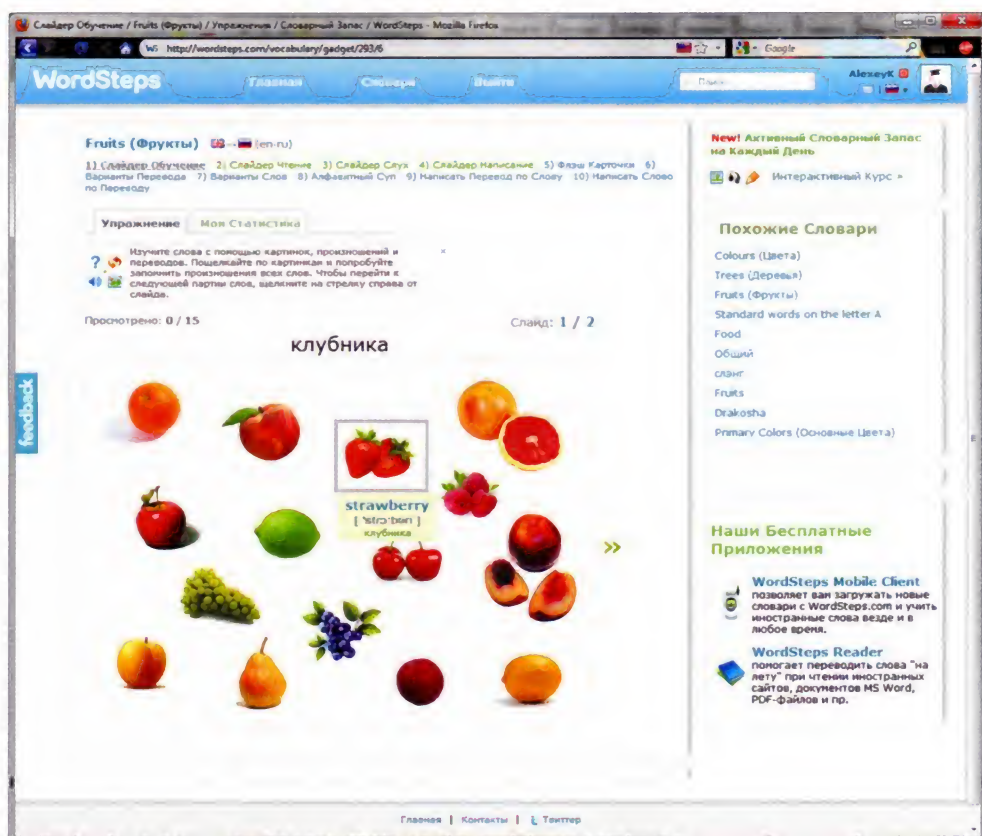 Слайдер Обучение / Fruits (Фрукты) / Упражнения / Словарный Запас / WordSteps - Mozilla Firefox
http://wordsteps.com/vocabulary/gadget/293/6
Google
WordSteps
Главная
Словари
Выйти
Поиск
AlexeyK
Fruits (Фрукты) (en-ru)
1) Слайдер Обучение 2) Слайдер Чтение 3) Слайдер Слух 4) Слайдер Написание 5) Флэш Карточки 6)
Варианты Перевода 7) Варианты Слов 8) Алфавитный Суп 9) Написать Перевод по Слову 10) Написать Слово
по Переводу
Упражнение
Моя Статистика
Изучите слова с помощью картинок, произношений и
переводов. Пощелкайте по картинкам и попробуйте
запомнить произношения всех слов. Чтобы перейти к
следующей партии слов, щелкните на стрелку справа от
слайда.
Просмотрено: 0 / 15
Слайд: 1 / 2
клубника
strawberry
клубника
»
feedback
New! Активный Словарный Запас
на Каждый День
Интерактивный Курс »
Похожие Словари
Colours (Цвета)
Trees (Деревья)
Fruits (Фрукты)
Standard words on the letter A
Food
Общий
слэнг
Fruits
Drakosha
Primary Colors (Основные Цвета)
Наши Бесплатные
Приложения
WordSteps Mobile Client
позволяет вам загружать новые
словари с WordSteps.com и учить
иностранные слова везде и в
любое время.
WordSteps Reader
помогает переводить слова "на
лету" при чтении иностранных
сайтов, документов MS Word,
PDF-файлов и пр.
Главная | Контакты | Твиттер